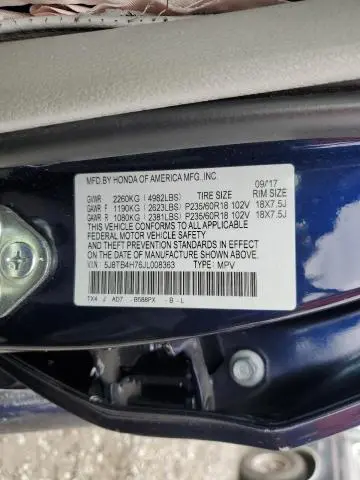 MFD.BY HONDA OF AMERICA MFG.,INC. 09/17
GVWR 2260KG (4982LBS) TIRE SIZE RIM SIZE
GAWR F 1190KG (2623LBS) P235/60R18 102V 18X7.5J
GAWR R 1080KG (2381LBS) P235/60R18 102V 18X7.5J
THIS VEHICLE CONFORMS TO ALL APPLICABLE
FEDERAL MOTOR VEHICLE SAFETY
AND THEFT PREVENTION STANDARDS IN EFFECT ON
THE DATE OF MANUFACTURE SHOWN ABOVE.
V.I.N.: 5J8TB4H76JL008363 TYPE: MPV
TX4 / AD7 - B588PX - B - L